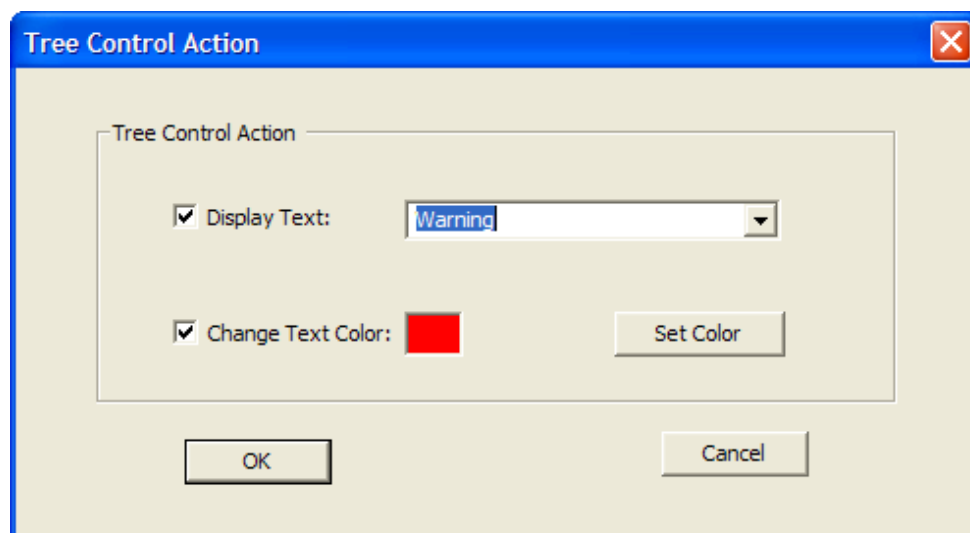 Tree Control Action
Tree Control Action
Display Text: Warning
Change Text Color: Set Color
OK Cancel